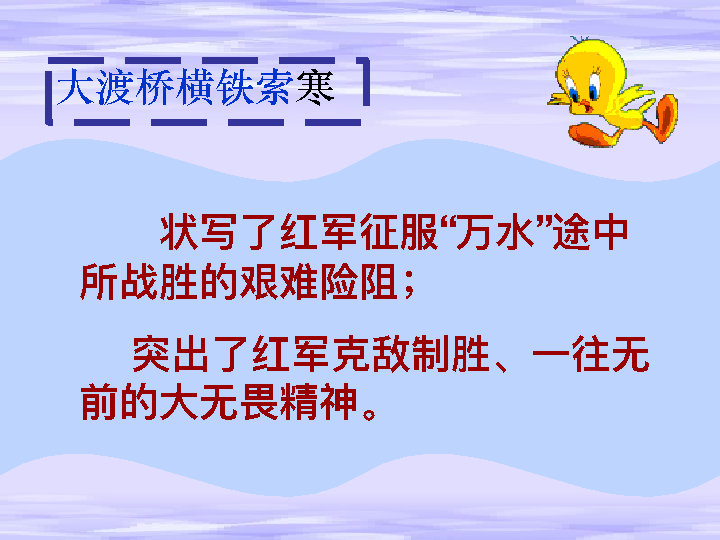 大渡桥横铁索寒
状写了红军征服“万水”途中
所战胜的艰难险阻；
突出了红军克敌制胜、一往无
前的大无畏精神。